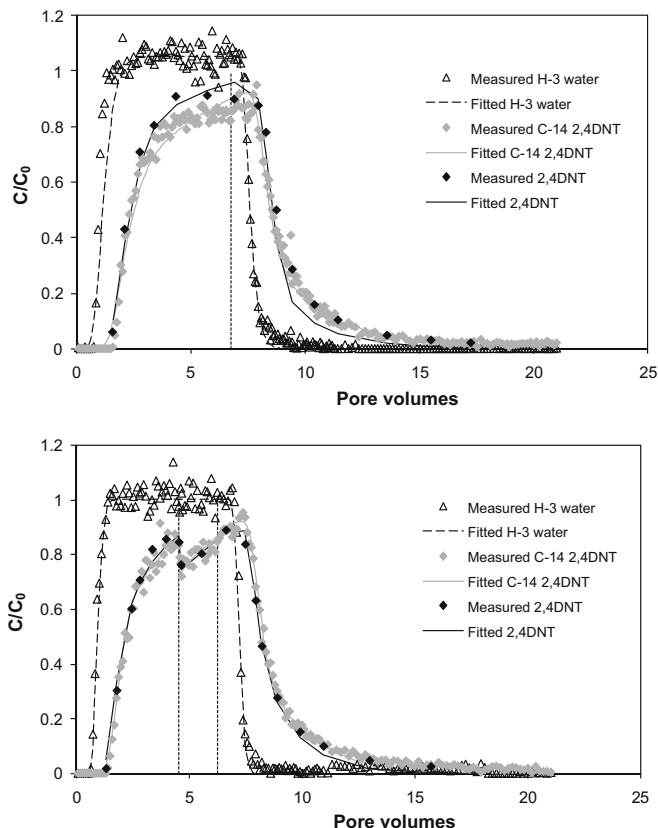 1.2
1
0.8
0.6
0.4
0.2
0
C/C0
0
5
10
15
20
25
Pore volumes
Measured H-3 water
Fitted H-3 water
Measured C-14 2,4DNT
Fitted C-14 2,4DNT
Measured 2,4DNT
Fitted 2,4DNT
1.2
1
0.8
0.6
0.4
0.2
0
C/C0
0
5
10
15
20
25
Pore volumes
Measured H-3 water
Fitted H-3 water
Measured C-14 2,4DNT
Fitted C-14 2,4DNT
Measured 2,4DNT
Fitted 2,4DNT